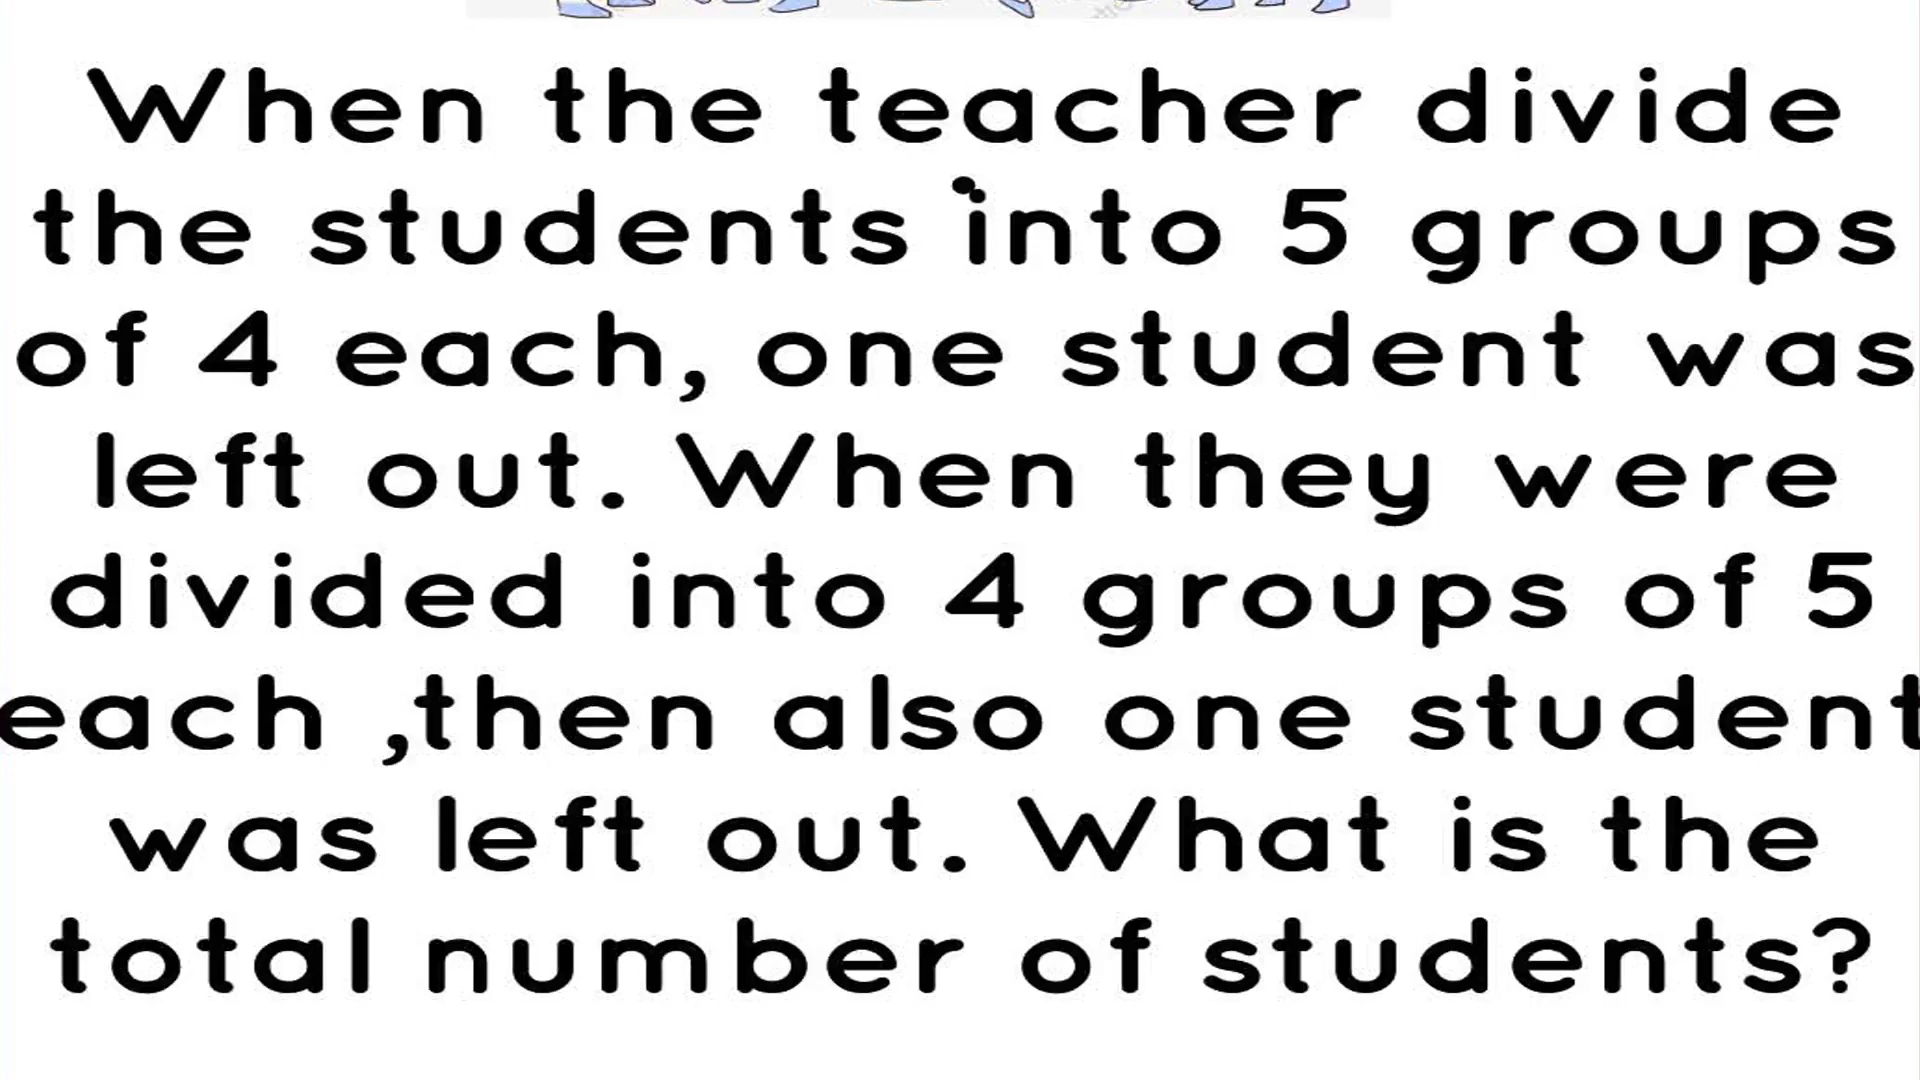 When the teacher divide
the students into 5 groups
of 4 each, one student was
left out. When they were
divided into 4 groups of 5
each ,then also one student
was left out. What is the
total number of students?